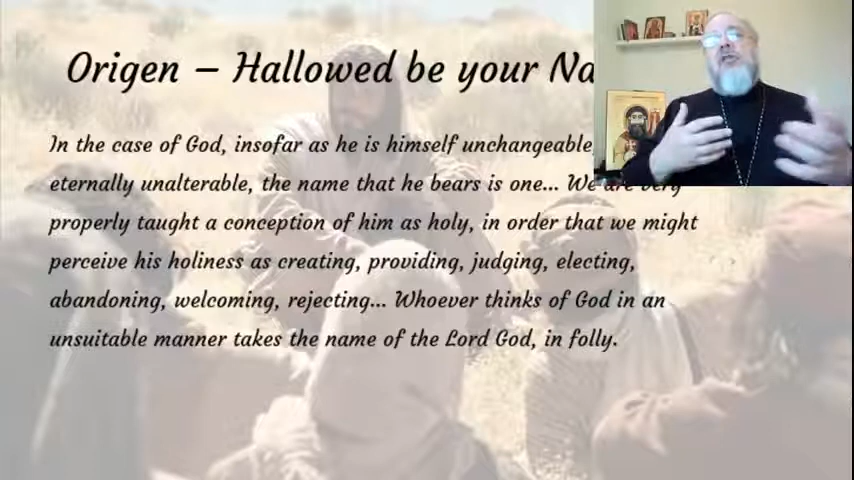 Origen – Hallowed be your Na
In the case of God, insofar as he is himself unchangeable,
eternally unalterable, the name that he bears is one... We are very
properly taught a conception of him as holy, in order that we might
perceive his holiness as creating, providing, judging, electing,
abandoning, welcoming, rejecting... Whoever thinks of God in an
unsuitable manner takes the name of the Lord God, in folly.